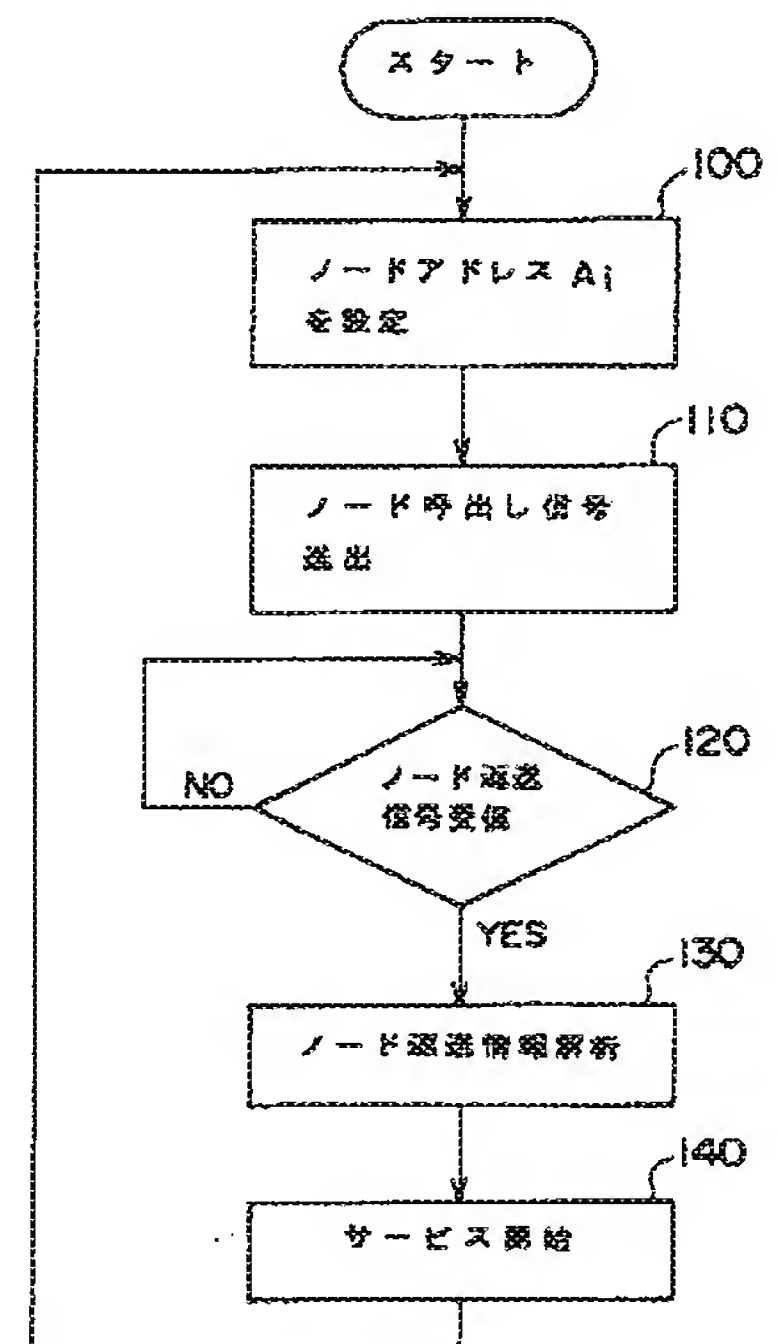 スタート
100
ノードアドレス Ai
を設定
110
ノード呼出し信号
送出
120
ノード返送
信号受信
NO
YES
130
ノード返送情報解析
140
サービス開始